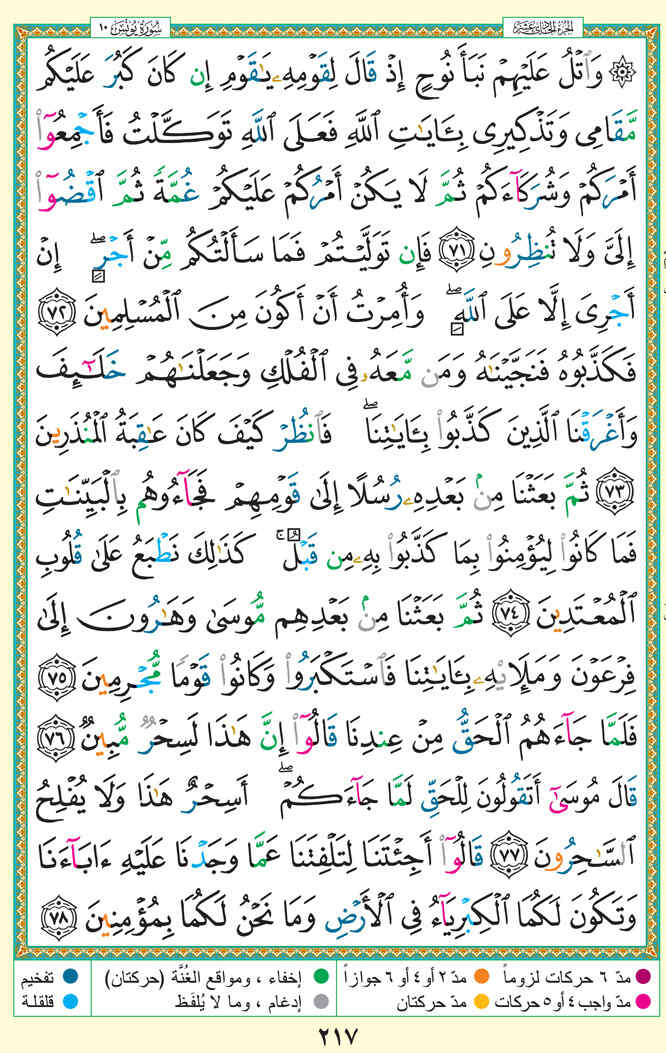 الجزء الحادي عشر سورة يونس ١٠
۞ وَٱتۡلُ عَلَيۡهِمۡ نَبَأَ نُوحٍ إِذۡ قَالَ لِقَوۡمِهِۦ يَٰقَوۡمِ إِن كَانَ كَبُرَ عَلَيۡكُم
مَّقَامِي وَتَذۡكِيرِي بِـَٔايَٰتِ ٱللَّهِ فَعَلَى ٱللَّهِ تَوَكَّلۡتُ فَأَجۡمِعُوٓاْ
أَمۡرَكُمۡ وَشُرَكَآءَكُمۡ ثُمَّ لَا يَكُنۡ أَمۡرُكُمۡ عَلَيۡكُمۡ غُمَّةٗ ثُمَّ ٱقۡضُوٓاْ
إِلَيَّ وَلَا تُنظِرُونِ ٧١ فَإِن تَوَلَّيۡتُمۡ فَمَا سَأَلۡتُكُم مِّنۡ أَجۡرٍۖ إِنۡ
أَجۡرِيَ إِلَّا عَلَى ٱللَّهِۖ وَأُمِرۡتُ أَنۡ أَكُونَ مِنَ ٱلۡمُسۡلِمِينَ ٧٢
فَكَذَّبُوهُ فَنَجَّيۡنَٰهُ وَمَن مَّعَهُۥ فِي ٱلۡفُلۡكِ وَجَعَلۡنَٰهُمۡ خَلَٰٓئِفَ
وَأَغۡرَقۡنَا ٱلَّذِينَ كَذَّبُواْ بِـَٔايَٰتِنَاۖ فَٱنظُرۡ كَيۡفَ كَانَ عَٰقِبَةُ ٱلۡمُنذَرِينَ
٧٣ ثُمَّ بَعَثۡنَا مِنۢ بَعۡدِهِۦ رُسُلًا إِلَىٰ قَوۡمِهِمۡ فَجَآءُوهُم بِٱلۡبَيِّنَٰتِ
فَمَا كَانُواْ لِيُؤۡمِنُواْ بِمَا كَذَّبُواْ بِهِۦ مِن قَبۡلُۚ كَذَٰلِكَ نَطۡبَعُ عَلَىٰ قُلُوبِ
ٱلۡمُعۡتَدِينَ ٧٤ ثُمَّ بَعَثۡنَا مِنۢ بَعۡدِهِم مُّوسَىٰ وَهَٰرُونَ إِلَىٰ
فِرۡعَوۡنَ وَمَلَإِيْهِۦ بِـَٔايَٰتِنَا فَٱسۡتَكۡبَرُواْ وَكَانُواْ قَوۡمٗا مُّجۡرِمِينَ ٧٥
فَلَمَّا جَآءَهُمُ ٱلۡحَقُّ مِنۡ عِندِنَا قَالُوٓاْ إِنَّ هَٰذَا لَسِحۡرٞ مُّبِينٞ ٧٦
قَالَ مُوسَىٰٓ أَتَقُولُونَ لِلۡحَقِّ لَمَّا جَآءَكُمۡۖ أَسِحۡرٌ هَٰذَا وَلَا يُفۡلِحُ
ٱلسَّٰحِرُونَ ٧٧ قَالُوٓاْ أَجِئۡتَنَا لِتَلۡفِتَنَا عَمَّا وَجَدۡنَا عَلَيۡهِ ءَابَآءَنَا
وَتَكُونَ لَكُمَا ٱلۡكِبۡرِيَآءُ فِي ٱلۡأَرۡضِ وَمَا نَحۡنُ لَكُمَا بِمُؤۡمِنِينَ ٧٨
مدّ ٦ حركات لزوماً مدّ ٢ أو ٤ أو ٦ جوازاً إخفاء ، ومواقع الغُنَّة (حركتان) تفخيم
مدّ واجب ٤ أو ٥ حركات مدّ حركتان إدغام ، وما لا يُلفَظ قلقلة
٢١٧